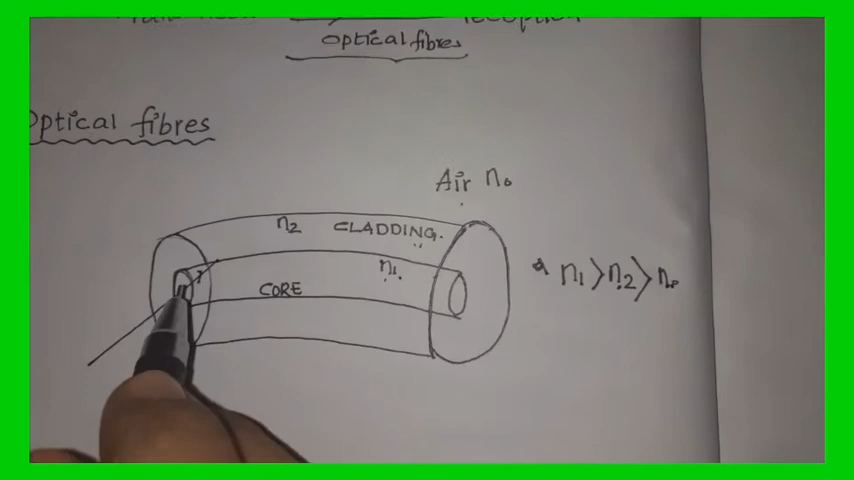 Optical fibres
Optical fibres
Air n₀
n₂ CLADDING.
n₁.
CORE
n₁ > n₂ > n₀